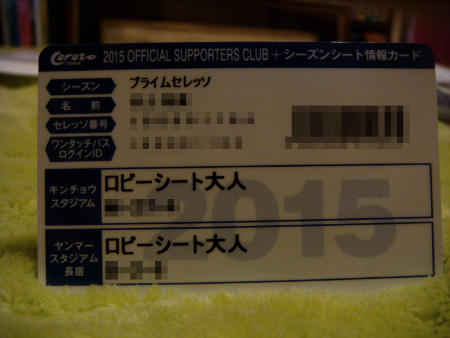 Cerezo
OSAKA
2015 OFFICIAL SUPPORTERS CLUB +シーズンシート情報カード
シーズン
プライムセレッソ
名 前
セレッソ番号
ワンタッチパス
ログインID
キンチョウ
スタジアム
ロピーシート大人
2015
ヤンマー
スタジアム
長居
ロピーシート大人